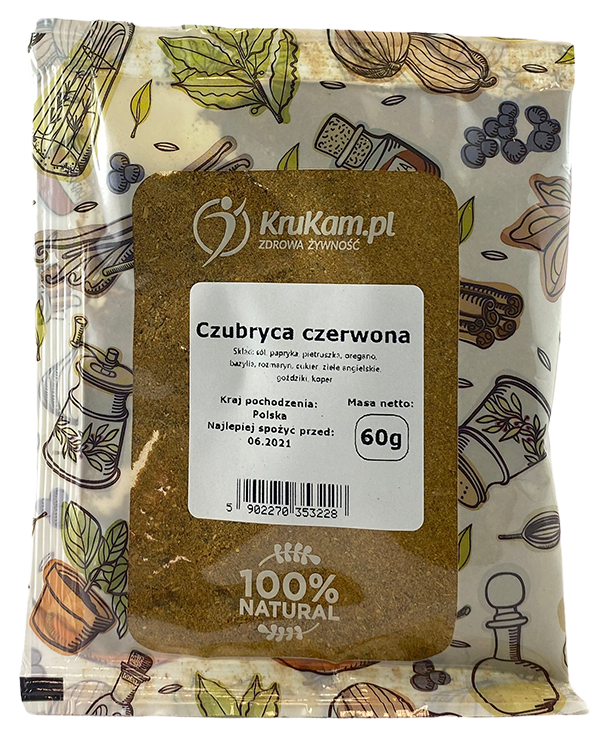 KruKam.pl
ZDROWA ŻYWNOŚĆ
Czubryca czerwona
Skład: sól, papryka, pietruszka, oregano,
bazylia, rozmaryn, cukier, ziele angielskie,
goździki, koper
Kraj pochodzenia:
Polska
Najlepiej spożyć przed:
06.2021
Masa netto:
60g
5 902270 353228
100%
NATURAL